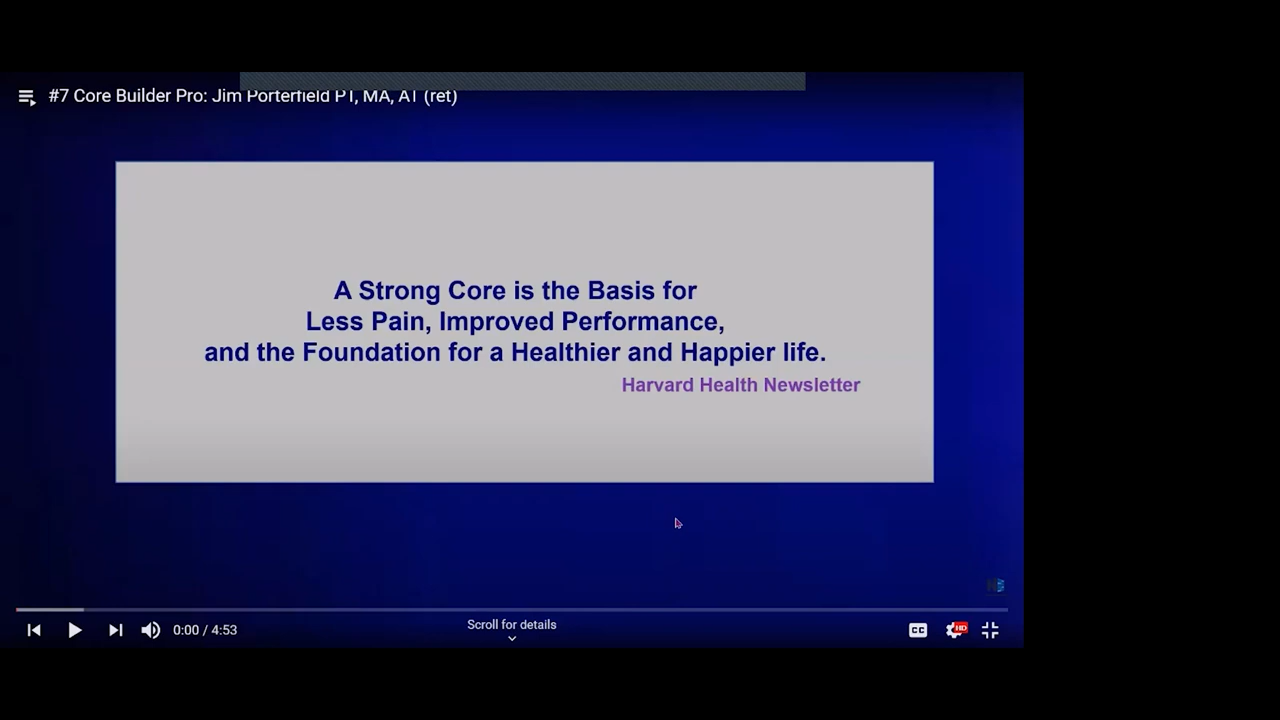 #7 Core Builder Pro: Jim Porterfield PT, MA, AT (ret)
A Strong Core is the Basis for
Less Pain, Improved Performance,
and the Foundation for a Healthier and Happier life.
Harvard Health Newsletter
0:00 / 4:53
Scroll for details
CC
HD